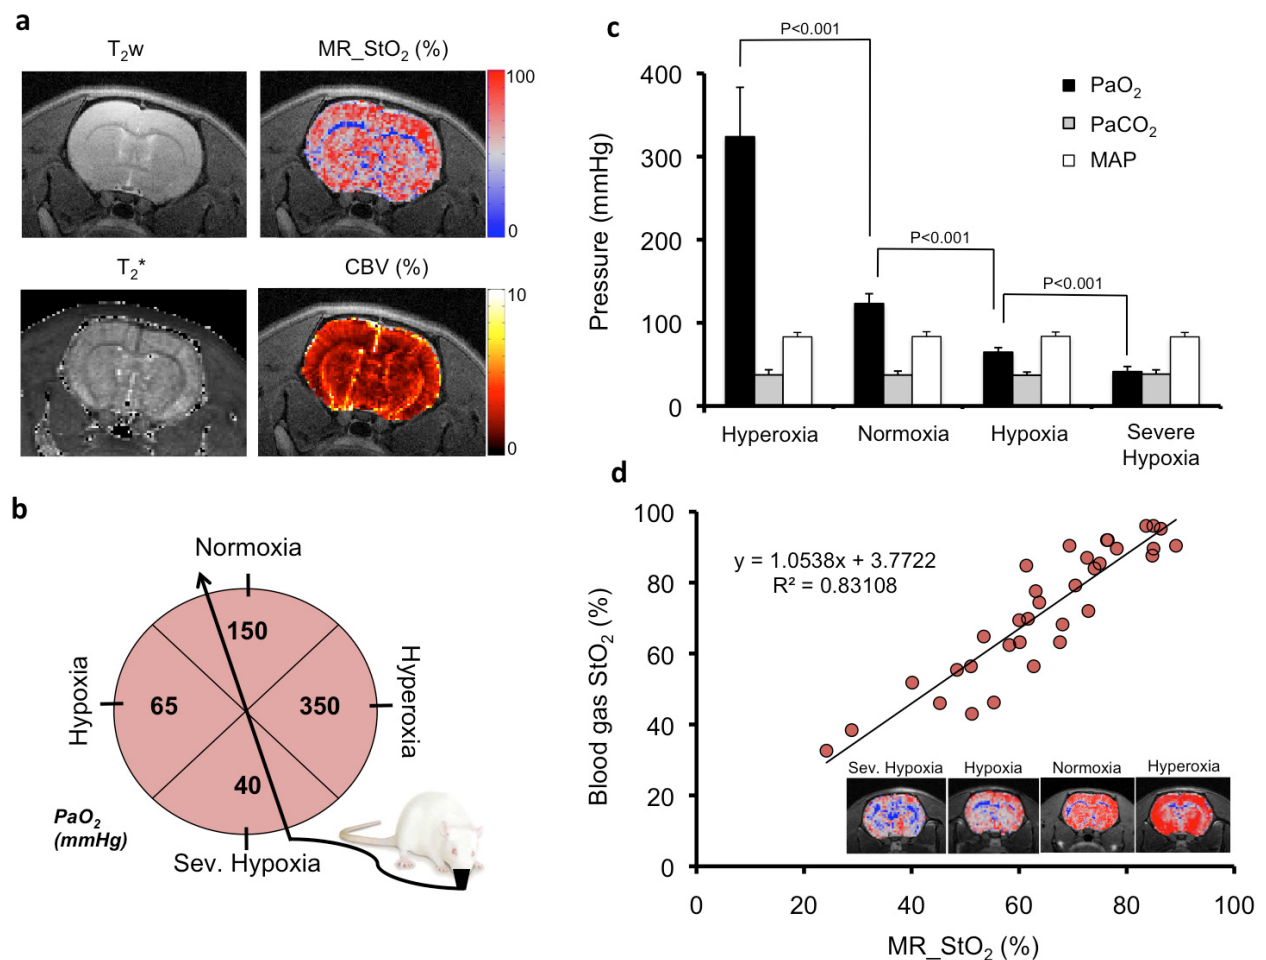 a
T₂w
MR_StO₂ (%)
100
0
T₂*
CBV (%)
10
0
b
Normoxia
150
Hypoxia
65
350
Hyperoxia
40
PaO₂
(mmHg)
Sev. Hypoxia
c
P<0.001
400
300
200
100
0
Pressure (mmHg)
PaO₂
PaCO₂
MAP
P<0.001
P<0.001
Hyperoxia
Normoxia
Hypoxia
Severe
Hypoxia
d
100
80
60
40
20
0
Blood gas StO₂ (%)
y = 1.0538x + 3.7722
R² = 0.83108
Sev. Hypoxia
Hypoxia
Normoxia
Hyperoxia
0
20
40
60
80
100
MR_StO₂ (%)